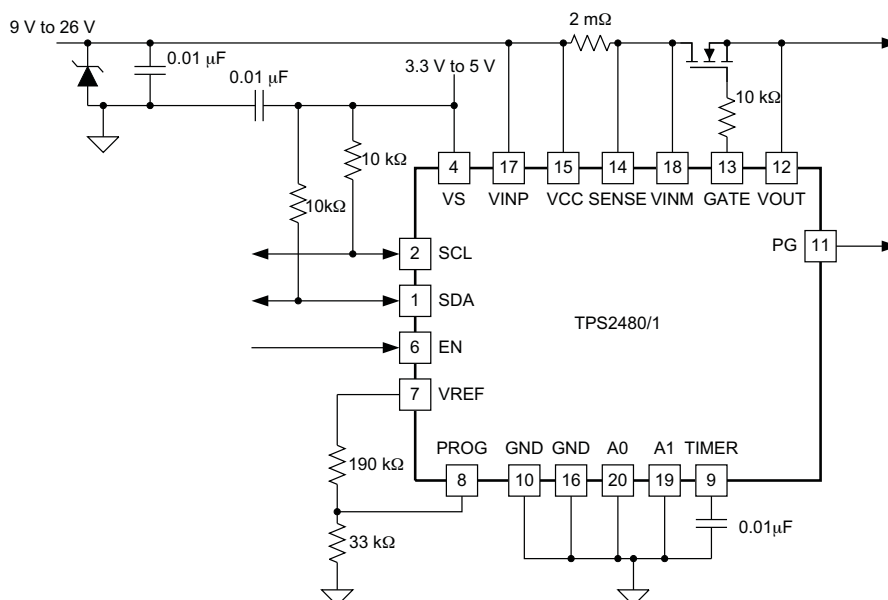 9 V to 26 V
2 mΩ
0.01 μF
0.01 μF
3.3 V to 5 V
10 kΩ
10 kΩ
10kΩ
4 17 15 14 18 13 12
VS VINP VCC SENSE VINM GATE VOUT
PG 11
2 SCL
1 SDA
TPS2480/1
6 EN
7 VREF
PROG GND GND A0 A1 TIMER
190 kΩ
8 10 16 20 19 9
0.01μF
33 kΩ